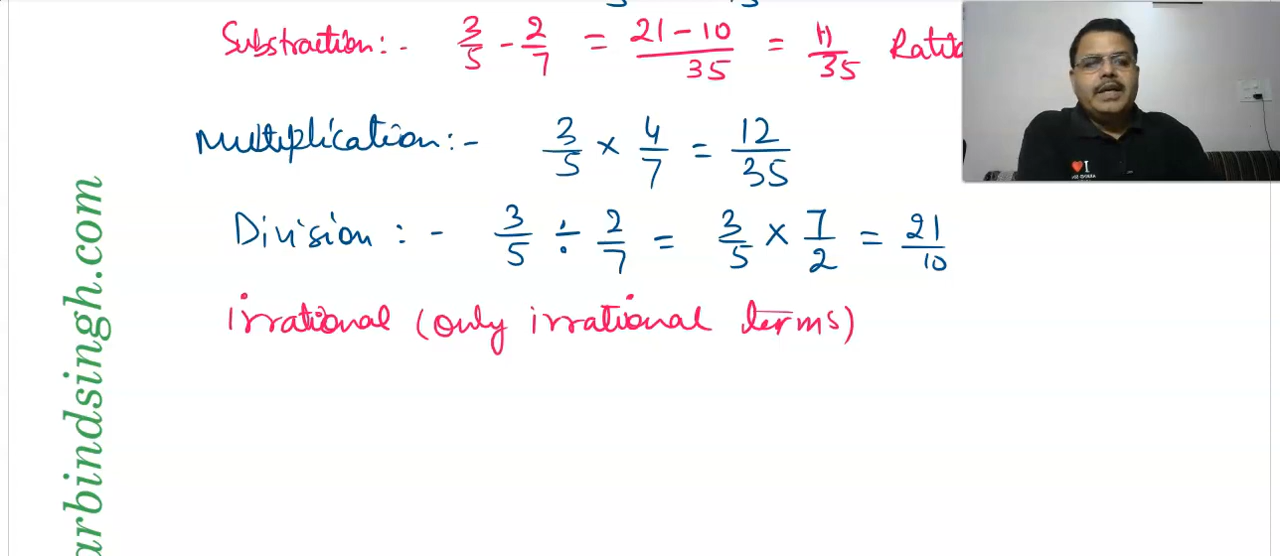 Substraction:- 3/5 - 2/7 = 21-10/35 = 11/35
Multiplication:- 3/5 × 4/7 = 12/35
Division:- 3/5 ÷ 2/7 = 3/5 × 7/2 = 21/10
irrational (only irrational terms)
arbindsingh.com